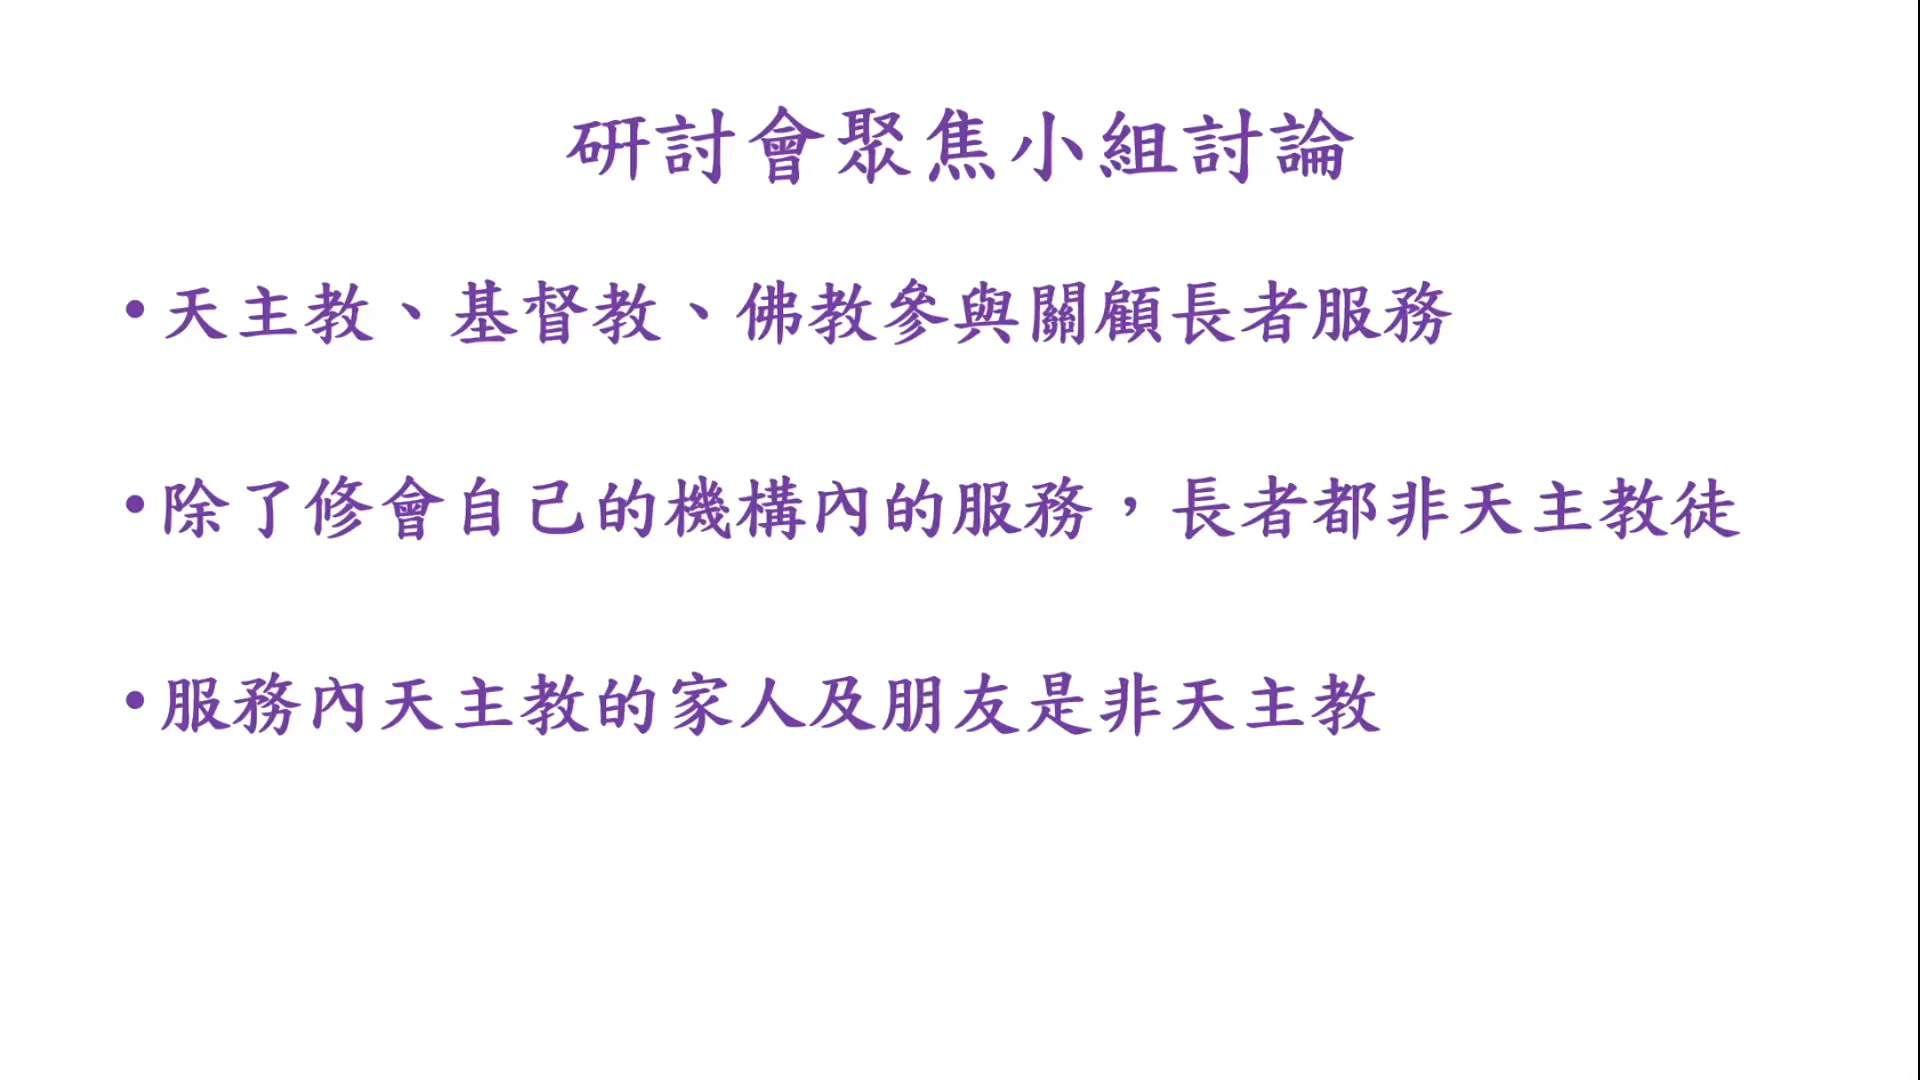 研討會聚焦小組討論
• 天主教、基督教、佛教參與關顧長者服務
• 除了修會自己的機構內的服務，長者都非天主教徒
• 服務內天主教的家人及朋友是非天主教